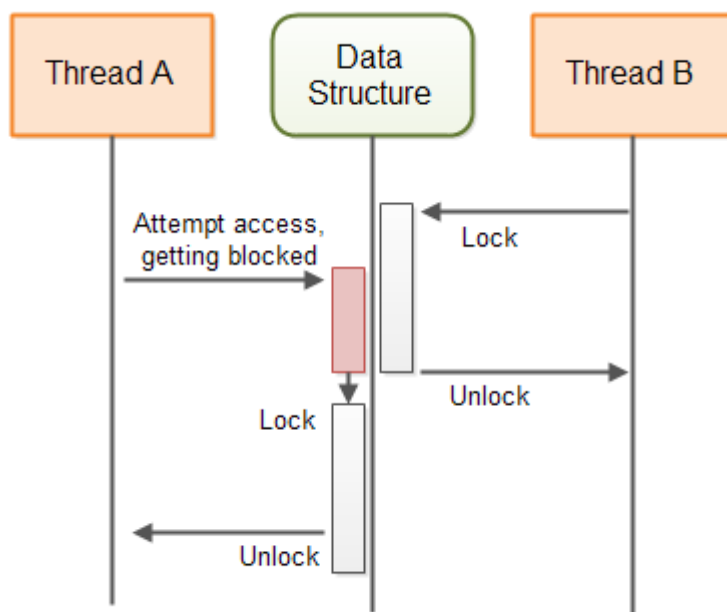 Thread A
Data
Structure
Thread B
Attempt access,
getting blocked
Lock
Unlock
Lock
Unlock